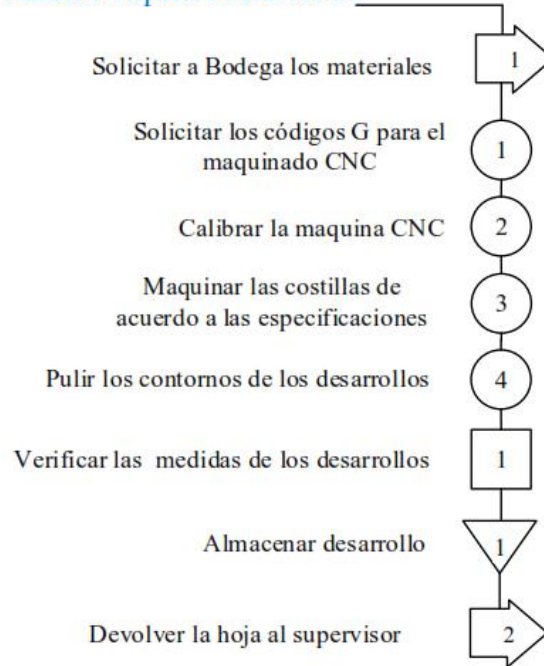 Solicitar a Bodega los materiales
1
Solicitar los códigos G para el
maquinado CNC
1
Calibrar la maquina CNC
2
Maquinar las costillas de
acuerdo a las especificaciones
3
Pulir los contornos de los desarrollos
4
Verificar las medidas de los desarrollos
1
Almacenar desarrollo
1
Devolver la hoja al supervisor
2